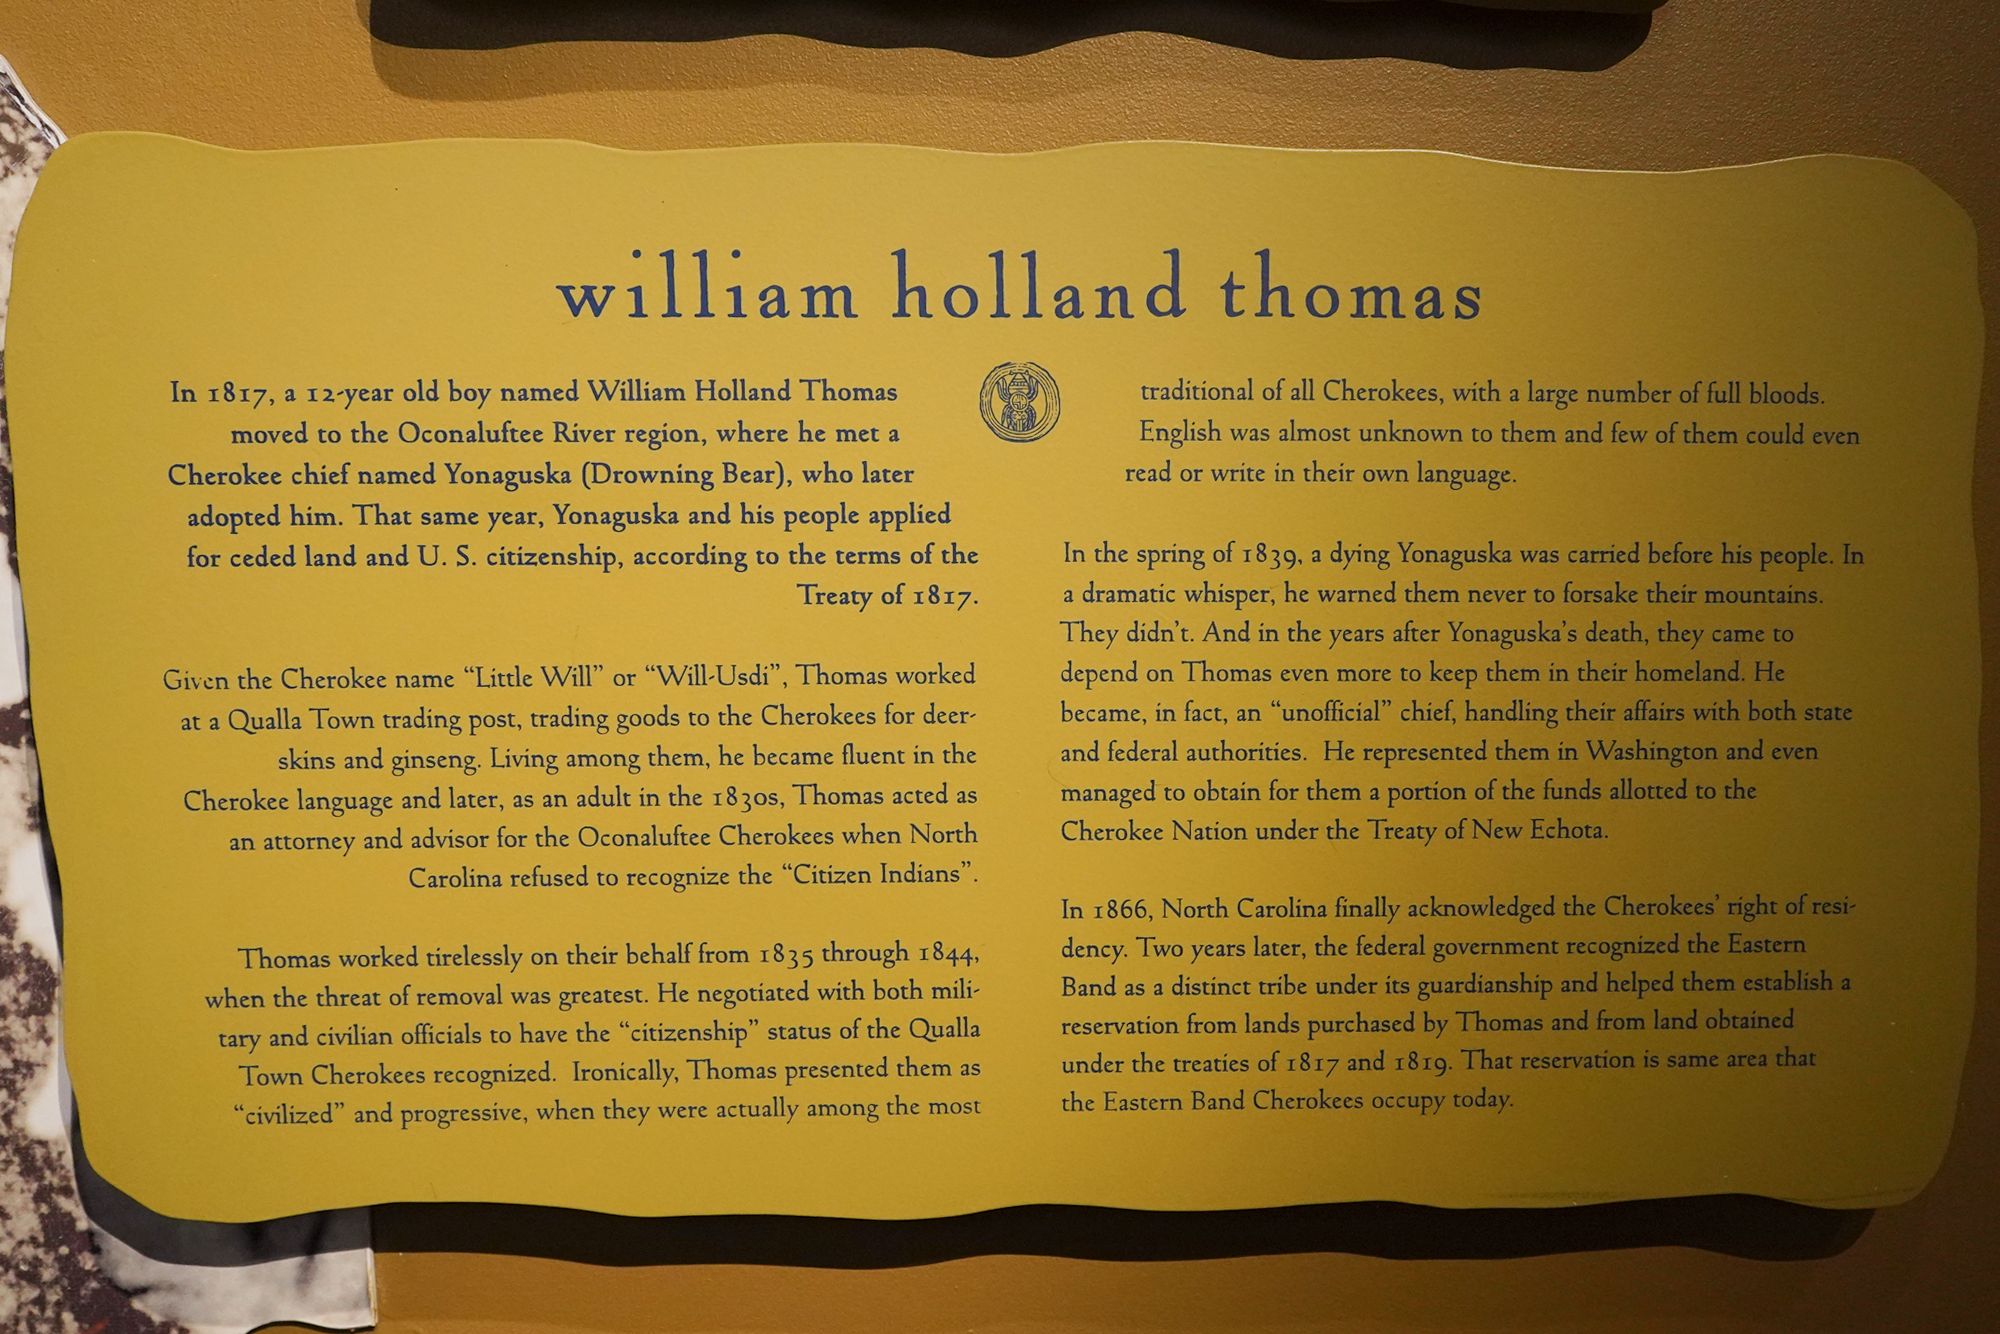 william holland thomas
In 1817, a 12-year old boy named William Holland Thomas
moved to the Oconaluftee River region, where he met a
Cherokee chief named Yonaguska (Drowning Bear), who later
adopted him. That same year, Yonaguska and his people applied
for ceded land and U. S. citizenship, according to the terms of the
Treaty of 1817.
Given the Cherokee name “Little Will” or “Will-Usdi”, Thomas worked
at a Qualla Town trading post, trading goods to the Cherokees for deer-
skins and ginseng. Living among them, he became fluent in the
Cherokee language and later, as an adult in the 1830s, Thomas acted as
an attorney and advisor for the Oconaluftee Cherokees when North
Carolina refused to recognize the “Citizen Indians”.
Thomas worked tirelessly on their behalf from 1835 through 1844,
when the threat of removal was greatest. He negotiated with both mili-
tary and civilian officials to have the “citizenship” status of the Qualla
Town Cherokees recognized. Ironically, Thomas presented them as
“civilized” and progressive, when they were actually among the most
traditional of all Cherokees, with a large number of full bloods.
English was almost unknown to them and few of them could even
read or write in their own language.
In the spring of 1839, a dying Yonaguska was carried before his people. In
a dramatic whisper, he warned them never to forsake their mountains.
They didn’t. And in the years after Yonaguska’s death, they came to
depend on Thomas even more to keep them in their homeland. He
became, in fact, an “unofficial” chief, handling their affairs with both state
and federal authorities. He represented them in Washington and even
managed to obtain for them a portion of the funds allotted to the
Cherokee Nation under the Treaty of New Echota.
In 1866, North Carolina finally acknowledged the Cherokees’ right of resi-
dency. Two years later, the federal government recognized the Eastern
Band as a distinct tribe under its guardianship and helped them establish a
reservation from lands purchased by Thomas and from land obtained
under the treaties of 1817 and 1819. That reservation is same area that
the Eastern Band Cherokees occupy today.